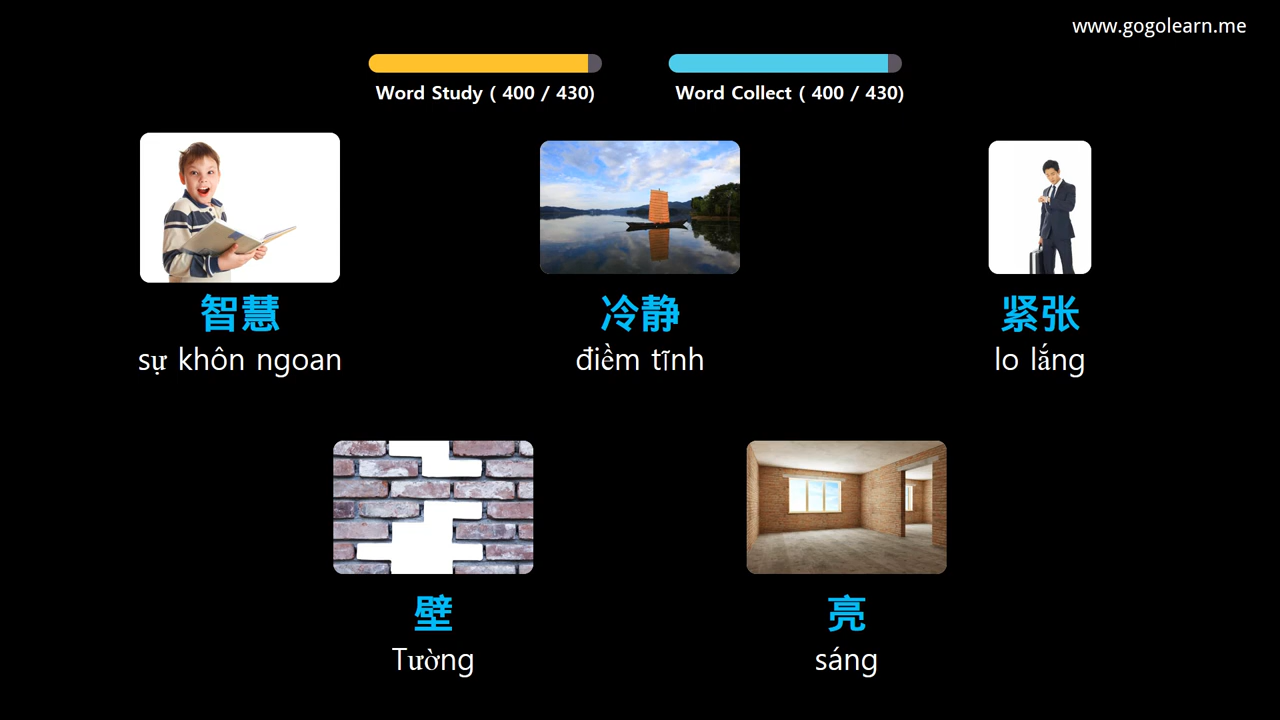 www.gogolearn.me
Word Study ( 400 / 430)
Word Collect ( 400 / 430)
智慧
sự khôn ngoan
冷静
điềm tĩnh
紧张
lo lắng
壁
Tường
亮
sáng